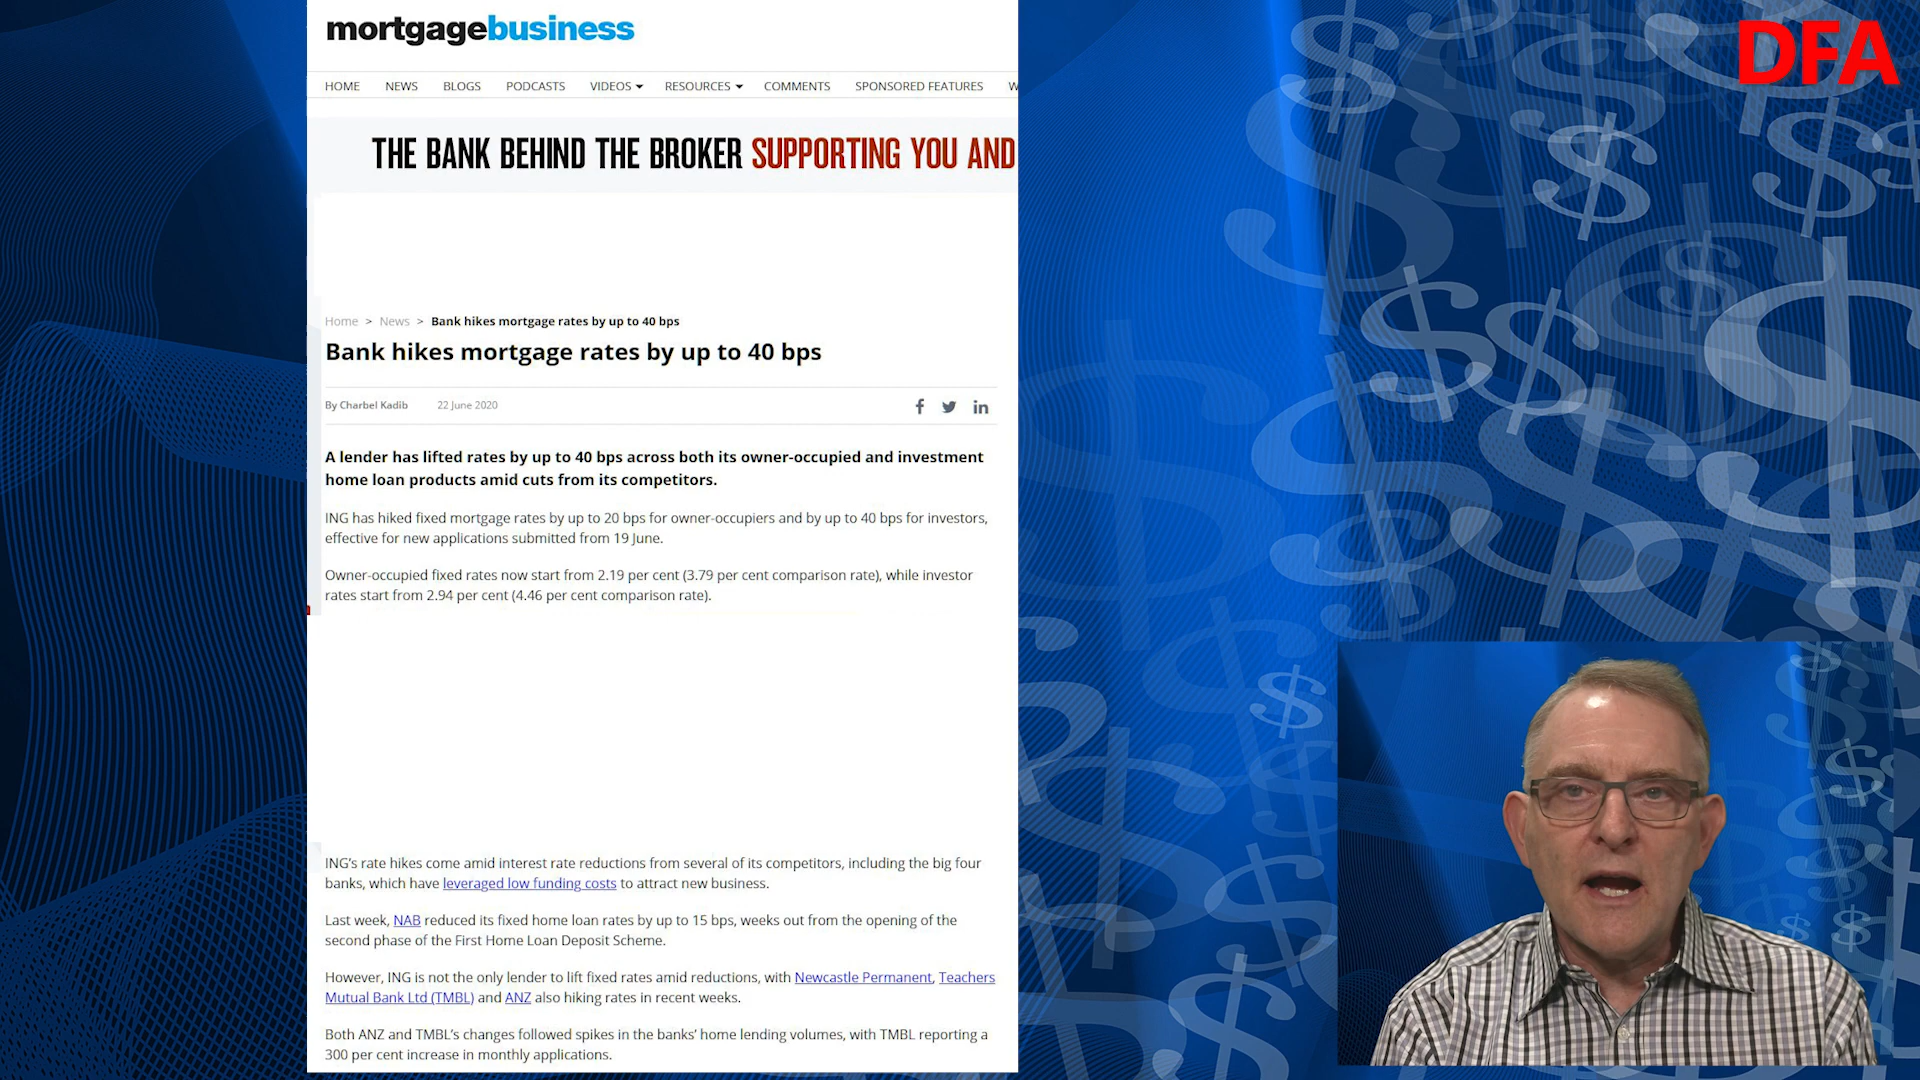 mortgagebusiness
DFA
HOME NEWS BLOGS PODCASTS VIDEOS RESOURCES COMMENTS SPONSORED FEATURES W
THE BANK BEHIND THE BROKER SUPPORTING YOU AND
Home > News > Bank hikes mortgage rates by up to 40 bps
Bank hikes mortgage rates by up to 40 bps
By Charbel Kadib 22 June 2020
A lender has lifted rates by up to 40 bps across both its owner-occupied and investment
home loan products amid cuts from its competitors.
ING has hiked fixed mortgage rates by up to 20 bps for owner-occupiers and by up to 40 bps for investors,
effective for new applications submitted from 19 June.
Owner-occupied fixed rates now start from 2.19 per cent (3.79 per cent comparison rate), while investor
rates start from 2.94 per cent (4.46 per cent comparison rate).
ING’s rate hikes come amid interest rate reductions from several of its competitors, including the big four
banks, which have leveraged low funding costs to attract new business.
Last week, NAB reduced its fixed home loan rates by up to 15 bps, weeks out from the opening of the
second phase of the First Home Loan Deposit Scheme.
However, ING is not the only lender to lift fixed rates amid reductions, with Newcastle Permanent, Teachers
Mutual Bank Ltd (TMBL) and ANZ also hiking rates in recent weeks.
Both ANZ and TMBL’s changes followed spikes in the banks’ home lending volumes, with TMBL reporting a
300 per cent increase in monthly applications.